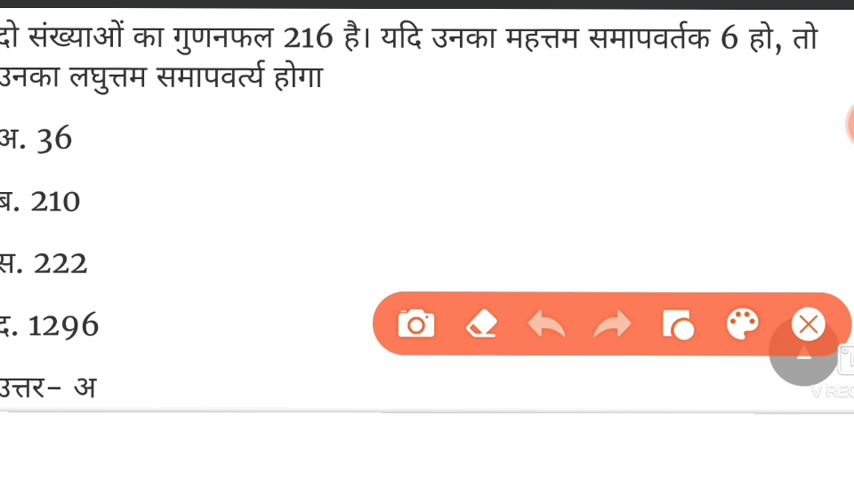 दो संख्याओं का गुणनफल 216 है। यदि उनका महत्तम समापवर्तक 6 हो, तो
उनका लघुत्तम समापवर्त्य होगा
अ. 36
ब. 210
स. 222
द. 1296
उत्तर- अ